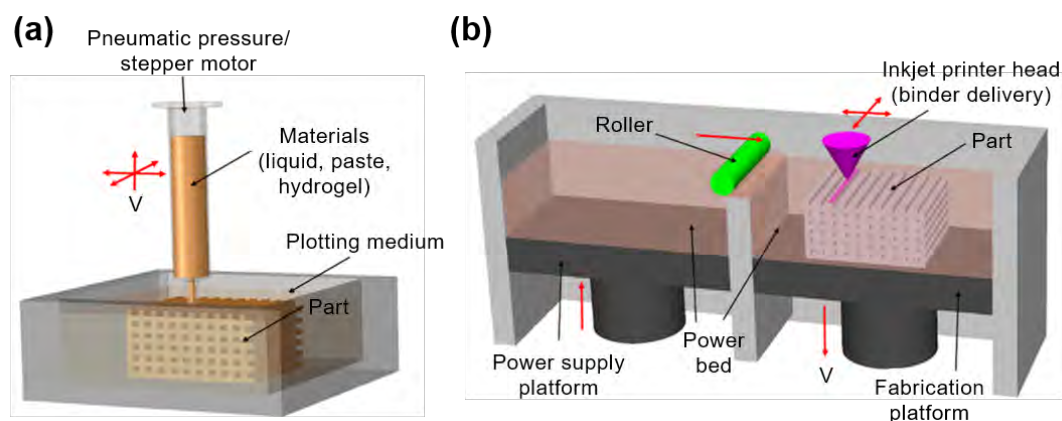 (a)
Pneumatic pressure/
stepper motor
Materials
(liquid, paste,
hydrogel)
V
Plotting medium
Part
(b)
Inkjet printer head
(binder delivery)
Roller
Part
Power supply
platform
Power
bed
V
Fabrication
platform